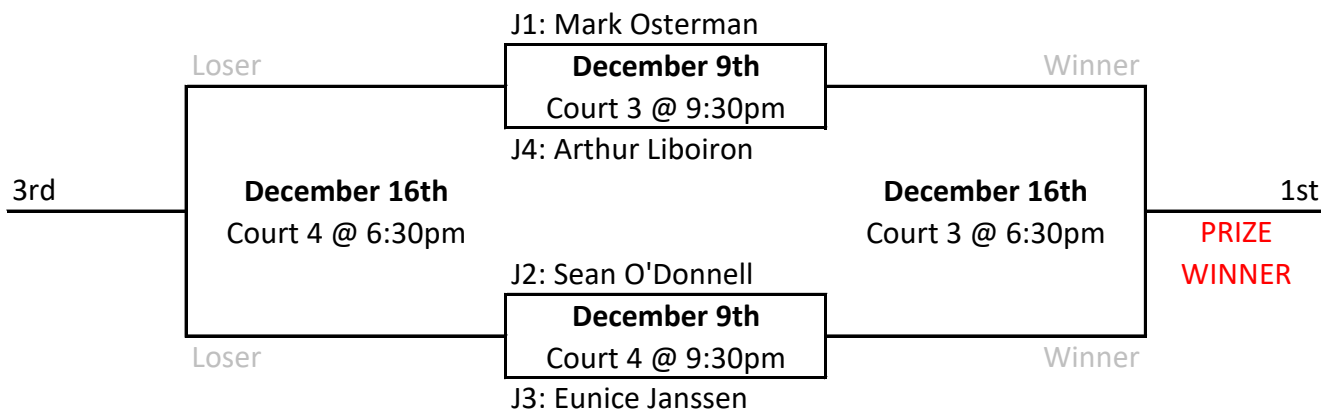 J1: Mark Osterman
Loser
December 9th
Winner
Court 3 @ 9:30pm
J4: Arthur Liboiron
3rd
December 16th
December 16th
1st
Court 4 @ 6:30pm
Court 3 @ 6:30pm
PRIZE
WINNER
J2: Sean O'Donnell
December 9th
Loser
Court 4 @ 9:30pm
Winner
J3: Eunice Janssen